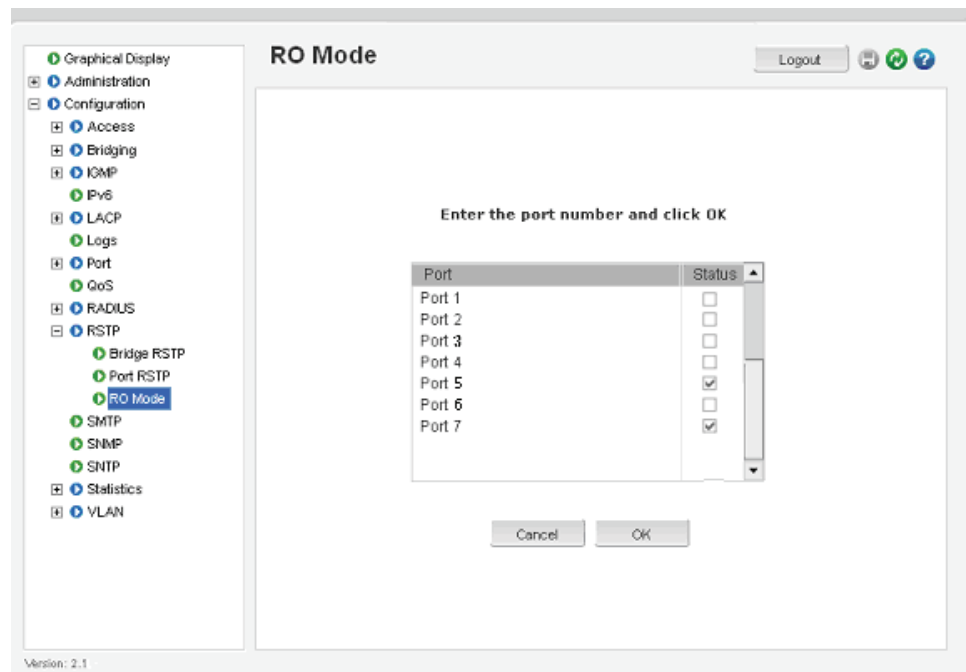 RO Mode
Logout
Graphical Display
Administration
Configuration
Access
Bridging
IGMP
IPv6
LACP
Logs
Port
QoS
RADIUS
RSTP
Bridge RSTP
Port RSTP
RO Mode
SMTP
SNMP
SNTP
Statistics
VLAN
Enter the port number and click OK
Port Status
Port 1
Port 2
Port 3
Port 4
Port 5
Port 6
Port 7
Cancel OK
Version: 2.1